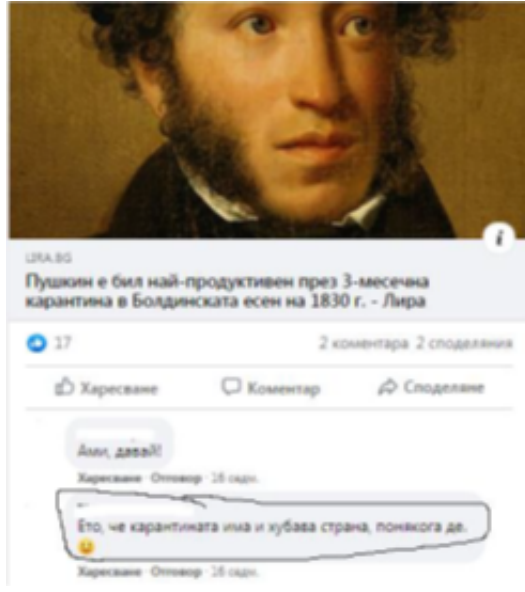 LIRA.BG
Пушкин е бил най-продуктивен през 3-месечна
карантина в Болдинската есен на 1830 г. - Лира
17
2 коментара 2 споделяния
Харесване Коментар Споделяне
Ами, давай!
Харесване · Отговор · 16 седм.
Ето, че карантината има и хубава страна, понякога де.
Харесване · Отговор · 16 седм.